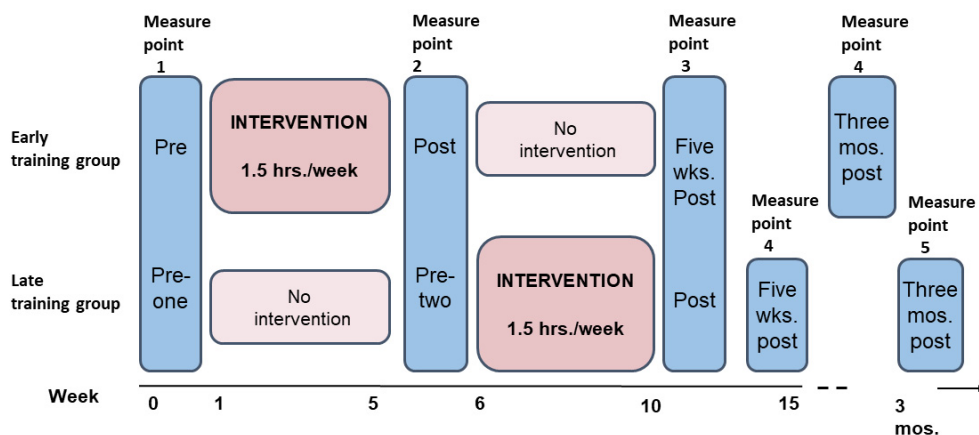 Measure
point
1
Measure
point
2
Measure
point
3
Measure
point
4
Early
training group
Pre
INTERVENTION
1.5 hrs./week
Post
No
intervention
Five
wks.
Post
Three
mos.
post
Measure
point
4
Measure
point
5
Late
training group
Pre-
one
No
intervention
Pre-
two
INTERVENTION
1.5 hrs./week
Post
Five
wks.
post
Three
mos.
post
Week
0
1
5
6
10
15
3
mos.